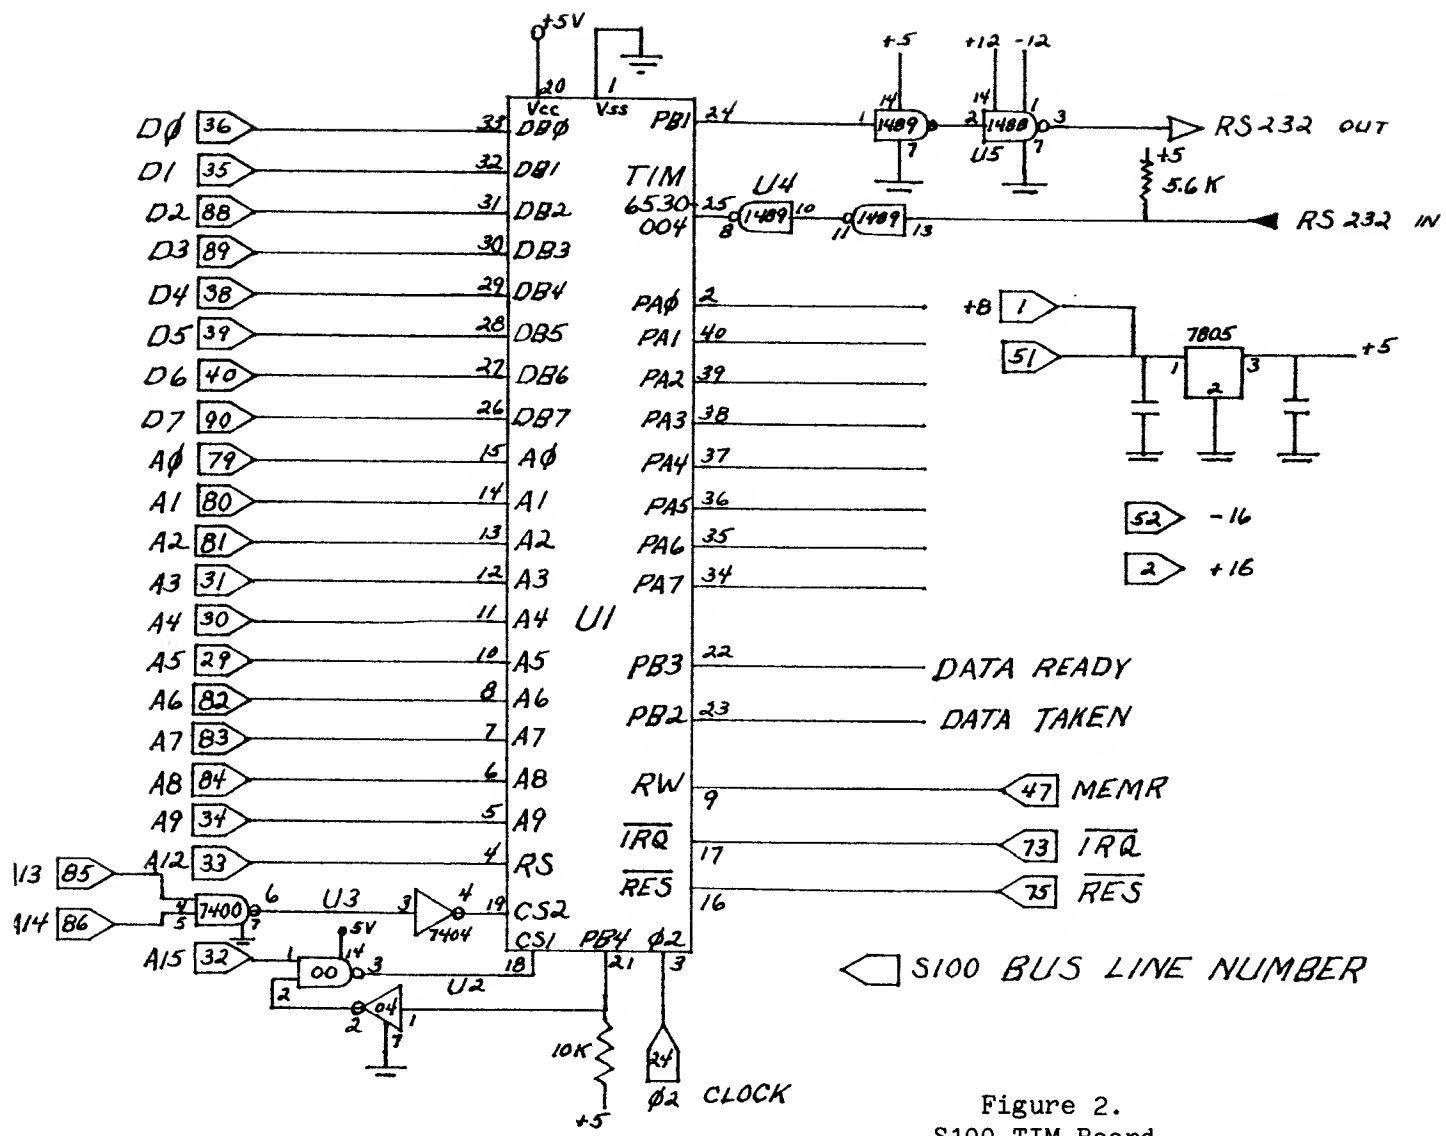 +5V
20 1
Vcc Vss
+5 +12 -12
DØ 36 33 DBØ
PB1 24 1 14 1489 7 2 14 1 1488 7 3 RS232 OUT
U5
D1 35 32 DB1
TIM
6530
004
U4
25 8 1489 10 11 1489 13 RS232 IN
+5
5.6K
D2 88 31 DB2
D3 89 30 DB3
D4 38 29 DB4
PAØ 2
+8 1
D5 39 28 DB5
PA1 40
51 1 7805 3 +5
2
D6 40 27 DB6
PA2 39
D7 90 26 DB7
PA3 38
AØ 79 15 AØ
PA4 37
A1 80 14 A1
PA5 36
52 -16
A2 81 13 A2
PA6 35
2 +16
A3 31 12 A3
PA7 34
A4 30 11 A4
U1
A5 29 10 A5
PB3 22 DATA READY
A6 82 8 A6
PB2 23 DATA TAKEN
A7 83 7 A7
A8 84 6 A8
RW 9 47 MEMR
A9 34 5 A9
IRQ 17 73 IRQ
A12 33 4 RS
RES 16 75 RES
13 85
14 86
4 5 7400 6 7 U3 3 7404 4 19 CS2
A15 32 1 2 00 5V 14 3 U2 18 CS1
2 04 1 7
PB4 21
Ø2 3
10K
+5
24
Ø2 CLOCK
S100 BUS LINE NUMBER
Figure 2.
S100 TIM Board